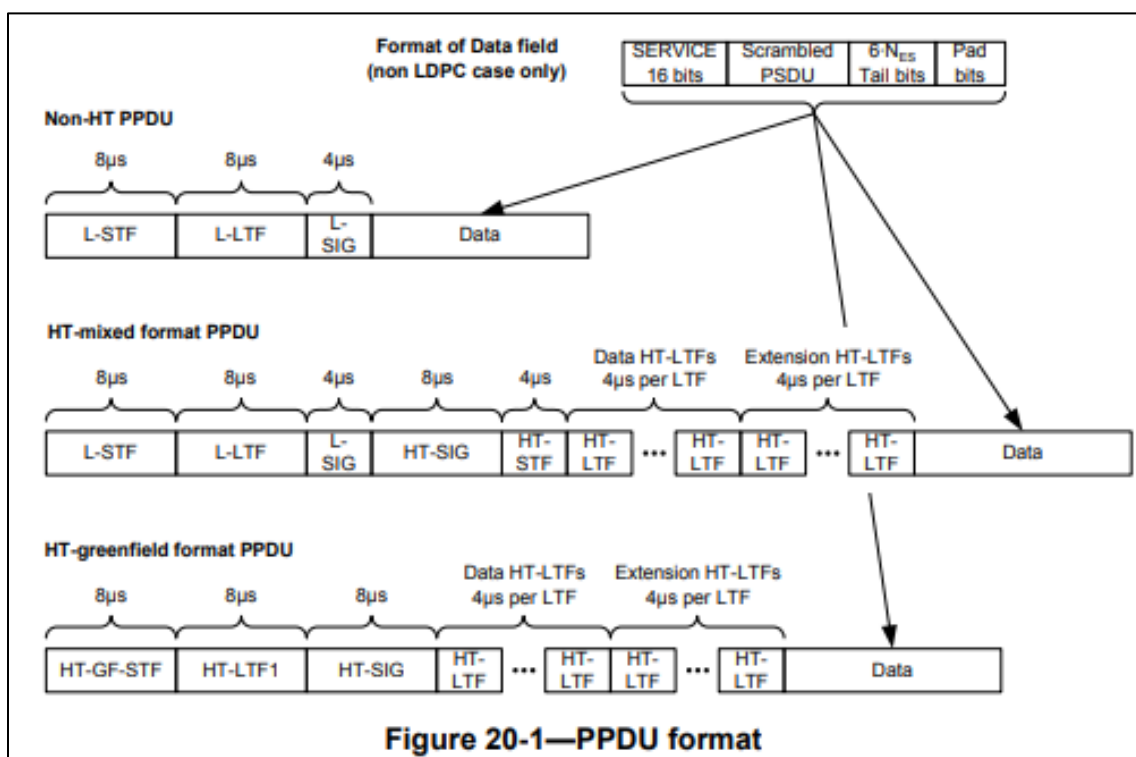 Format of Data field
(non LDPC case only)
SERVICE 16 bits
Scrambled PSDU
6·N_ES Tail bits
Pad bits
Non-HT PPDU
8µs 8µs 4µs
L-STF L-LTF L-SIG Data
HT-mixed format PPDU
Data HT-LTFs Extension HT-LTFs
8µs 8µs 4µs 8µs 4µs 4µs per LTF 4µs per LTF
L-STF L-LTF L-SIG HT-SIG HT-STF HT-LTF ••• HT-LTF HT-LTF ••• HT-LTF Data
HT-greenfield format PPDU
Data HT-LTFs Extension HT-LTFs
8µs 8µs 8µs 4µs per LTF 4µs per LTF
HT-GF-STF HT-LTF1 HT-SIG HT-LTF ••• HT-LTF HT-LTF ••• HT-LTF Data
Figure 20-1—PPDU format